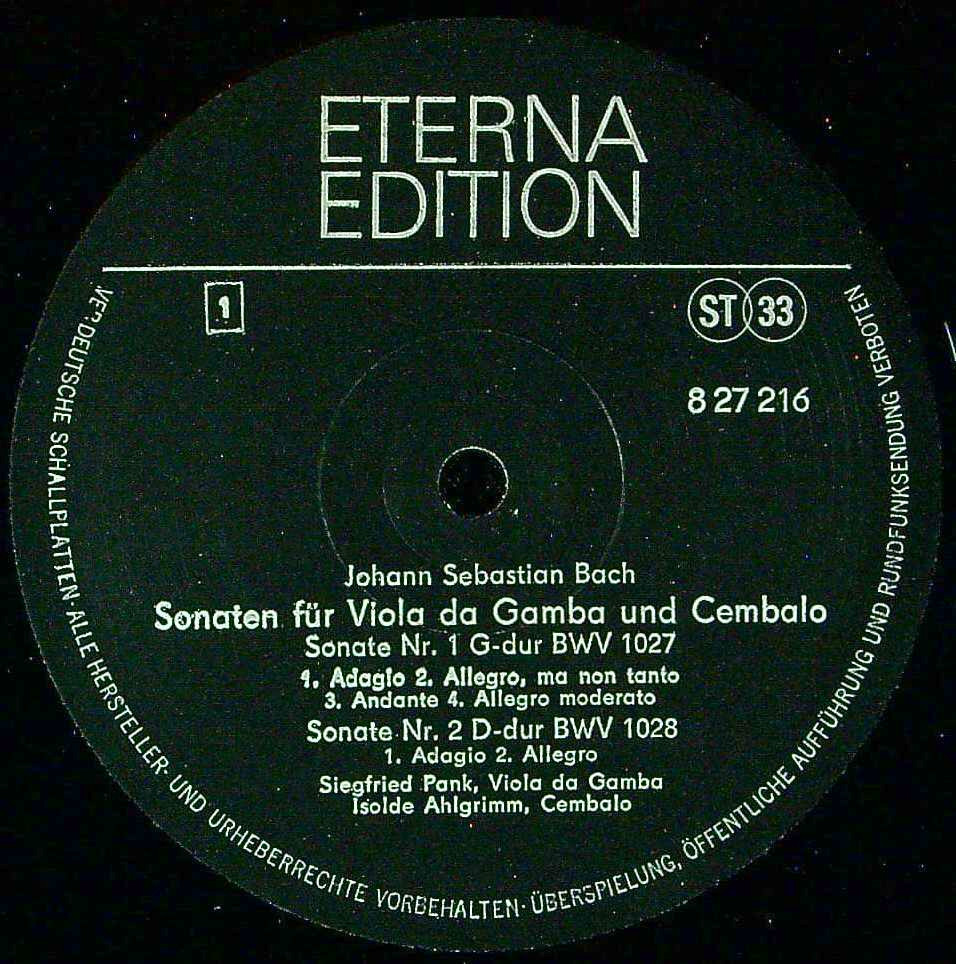 ETERNA
EDITION
1
ST 33
8 27 216
Johann Sebastian Bach
Sonaten für Viola da Gamba und Cembalo
Sonate Nr. 1 G-dur BWV 1027
1. Adagio 2. Allegro, ma non tanto
3. Andante 4. Allegro moderato
Sonate Nr. 2 D-dur BWV 1028
1. Adagio 2. Allegro
Siegfried Pank, Viola da Gamba
Isolde Ahlgrimm, Cembalo
VEB DEUTSCHE SCHALLPLATTEN · ALLE HERSTELLER- UND URHEBERRECHTE VORBEHALTEN · ÜBERSPIELUNG, ÖFFENTLICHE AUFFÜHRUNG UND RUNDFUNKSENDUNG VERBOTEN